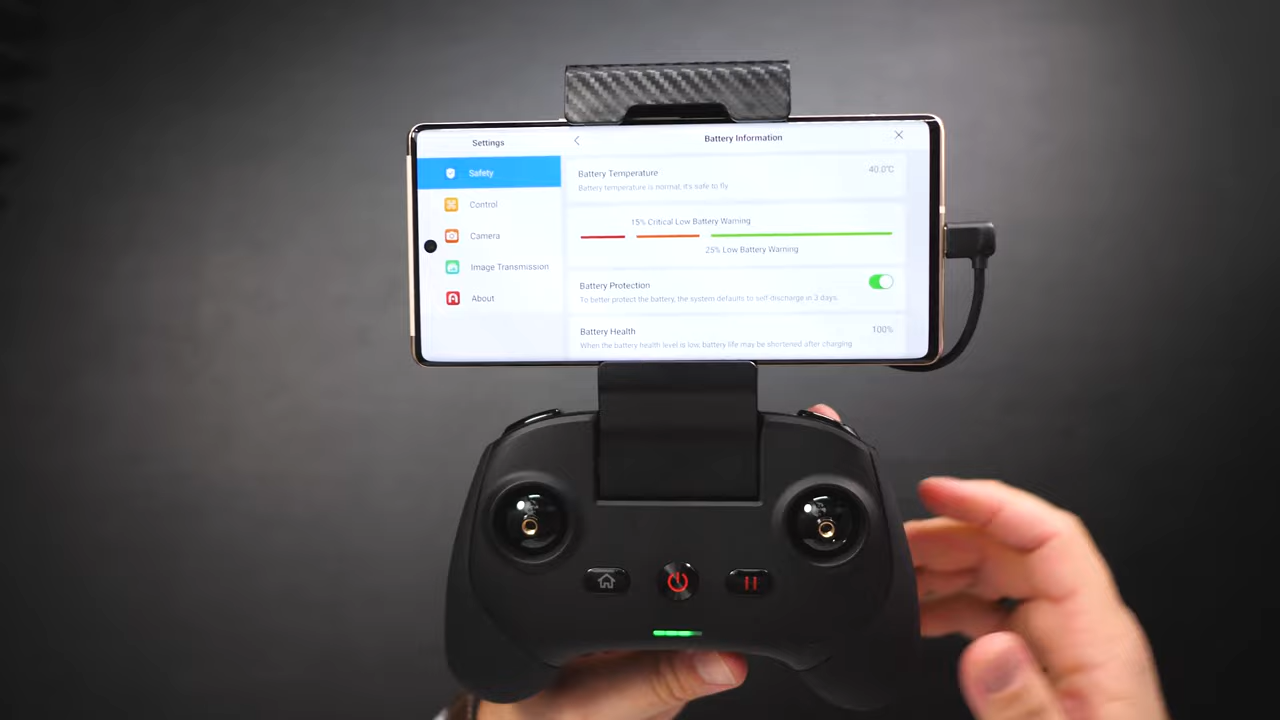 Settings
Safety
Control
Camera
Image Transmission
About
Battery Information
Battery Temperature
40.0°C
Battery temperature is normal, it's safe to fly.
15% Critical Low Battery Warning
25% Low Battery Warning
Battery Protection
To better protect the battery, the system defaults to self-discharge in 3 days.
Battery Health
100%
When the battery health level is low battery life may be shortened after charging